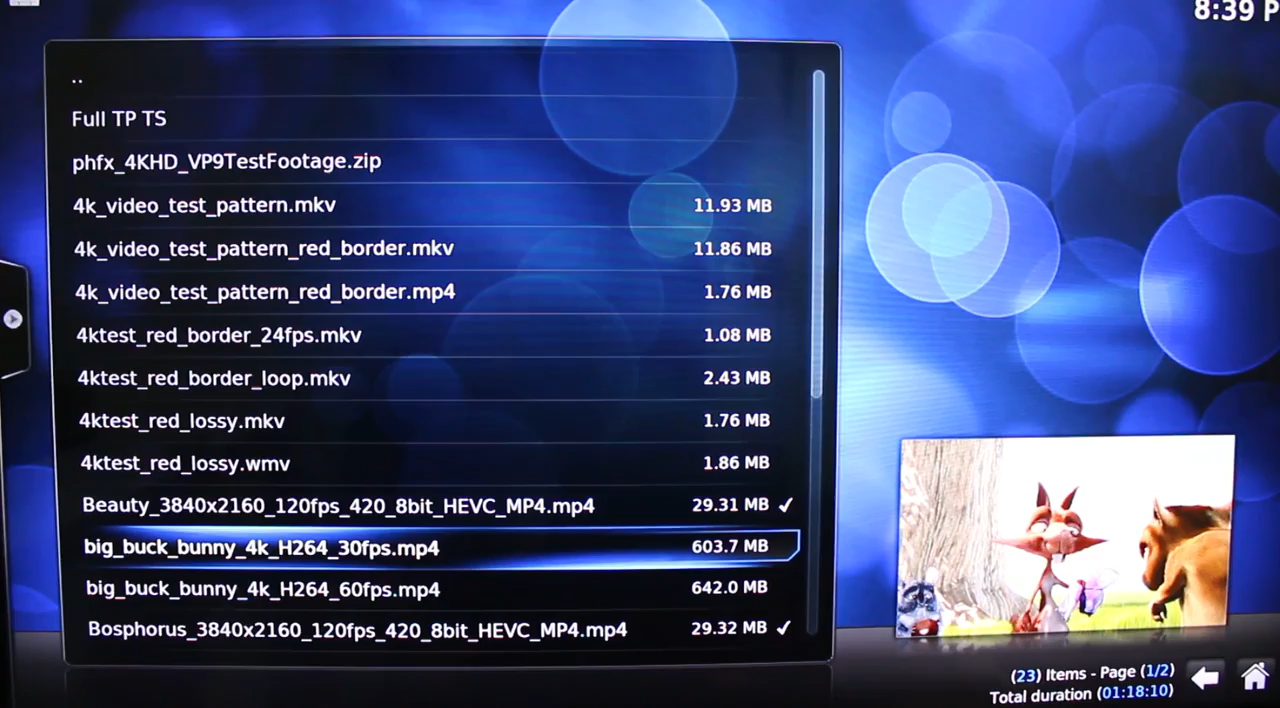 8:39 P
..
Full TP TS
phfx_4KHD_VP9TestFootage.zip
4k_video_test_pattern.mkv 11.93 MB
4k_video_test_pattern_red_border.mkv 11.86 MB
4k_video_test_pattern_red_border.mp4 1.76 MB
4ktest_red_border_24fps.mkv 1.08 MB
4ktest_red_border_loop.mkv 2.43 MB
4ktest_red_lossy.mkv 1.76 MB
4ktest_red_lossy.wmv 1.86 MB
Beauty_3840x2160_120fps_420_8bit_HEVC_MP4.mp4 29.31 MB ✓
big_buck_bunny_4k_H264_30fps.mp4 603.7 MB
big_buck_bunny_4k_H264_60fps.mp4 642.0 MB
Bosphorus_3840x2160_120fps_420_8bit_HEVC_MP4.mp4 29.32 MB ✓
(23) Items - Page (1/2)
Total duration (01:18:10)